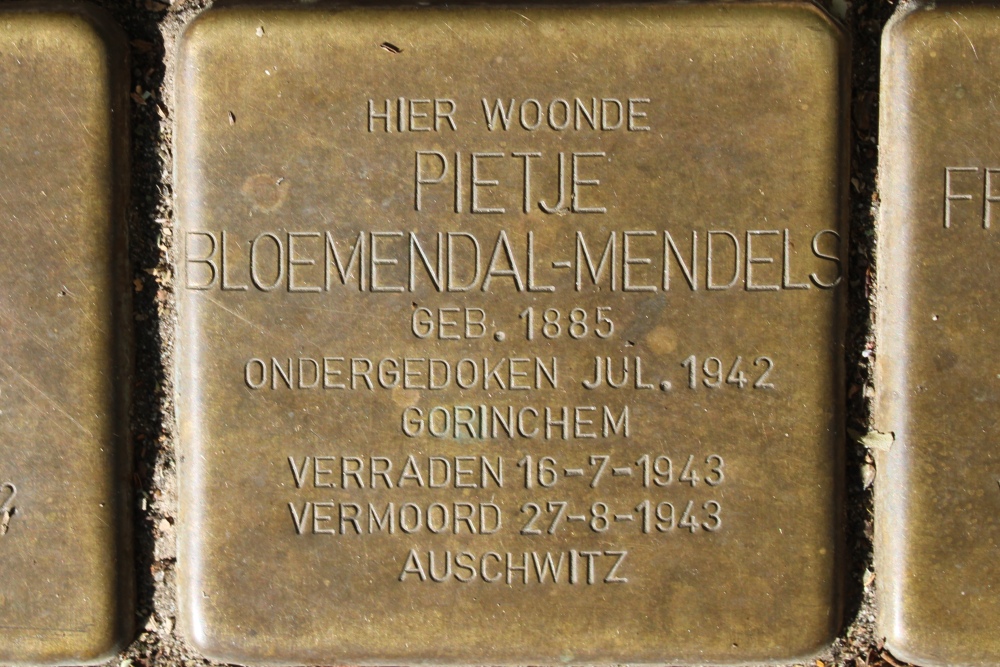 HIER WOONDE
PIETJE
BLOEMENDAL-MENDELS
GEB. 1885
ONDERGEDOKEN JUL. 1942
GORINCHEM
VERRADEN 16-7-1943
VERMOORD 27-8-1943
AUSCHWITZ